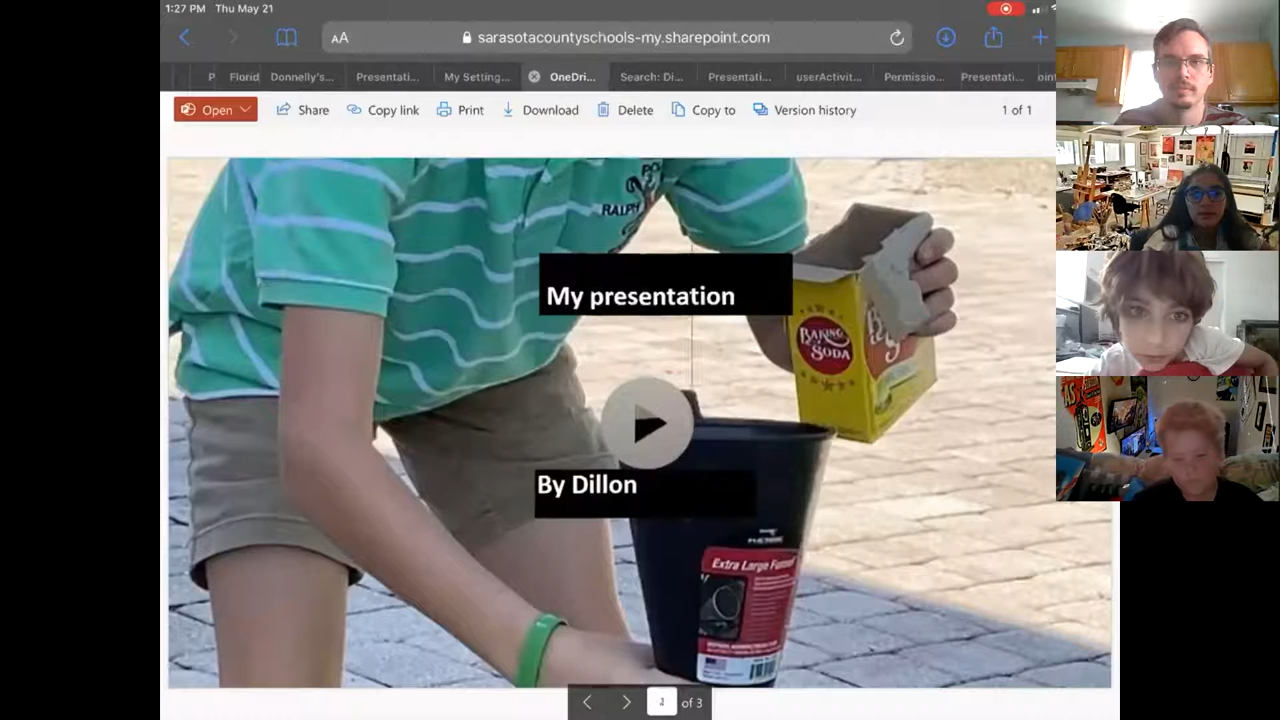 1:27 PM Thu May 21
AA sarasotacountyschools-my.sharepoint.com
P Florid Donnelly's... Presentati... My Setting... OneDri... Search: Di... Presentati... userActivit... Permissio... Presentati...
Open Share Copy link Print Download Delete Copy to Version history 1 of 1
RALPH
My presentation
BAKING
SODA
By Dillon
Extra Large Funnel
of 3